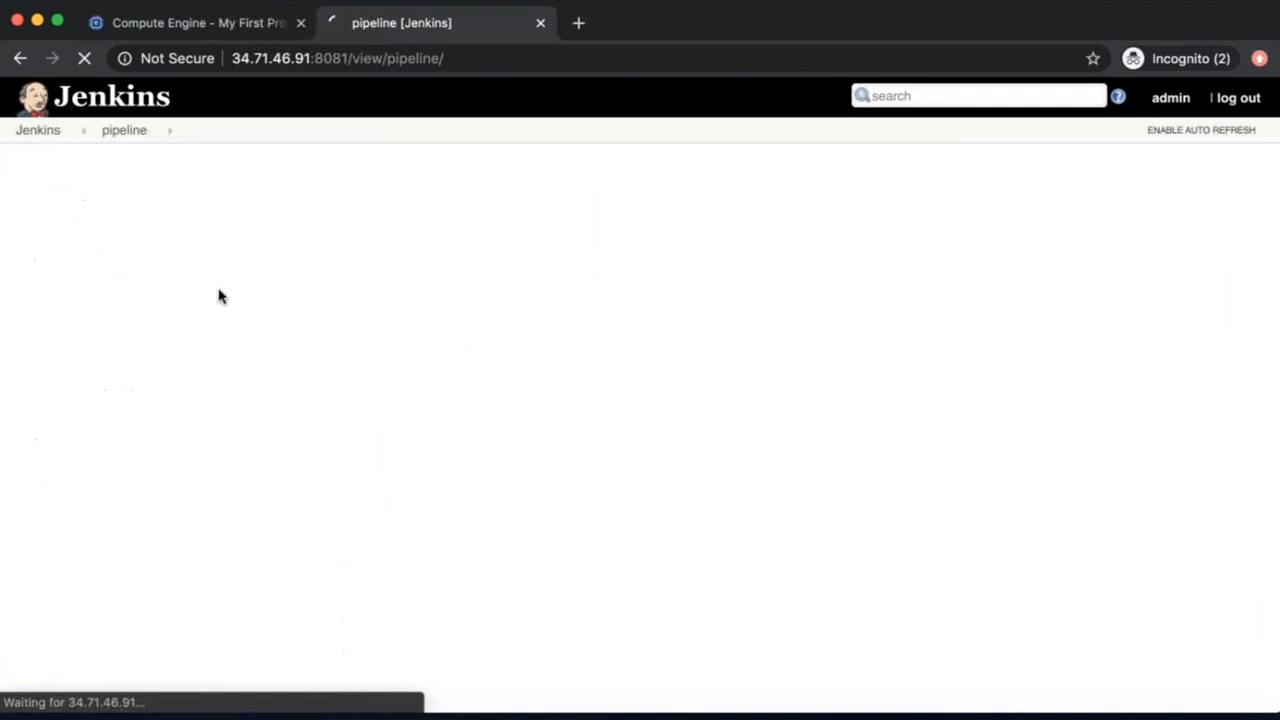 Compute Engine - My First Pro
pipeline [Jenkins]
Not Secure 34.71.46.91:8081/view/pipeline/
Incognito (2)
Jenkins
search
admin
log out
Jenkins
pipeline
ENABLE AUTO REFRESH
Waiting for 34.71.46.91...